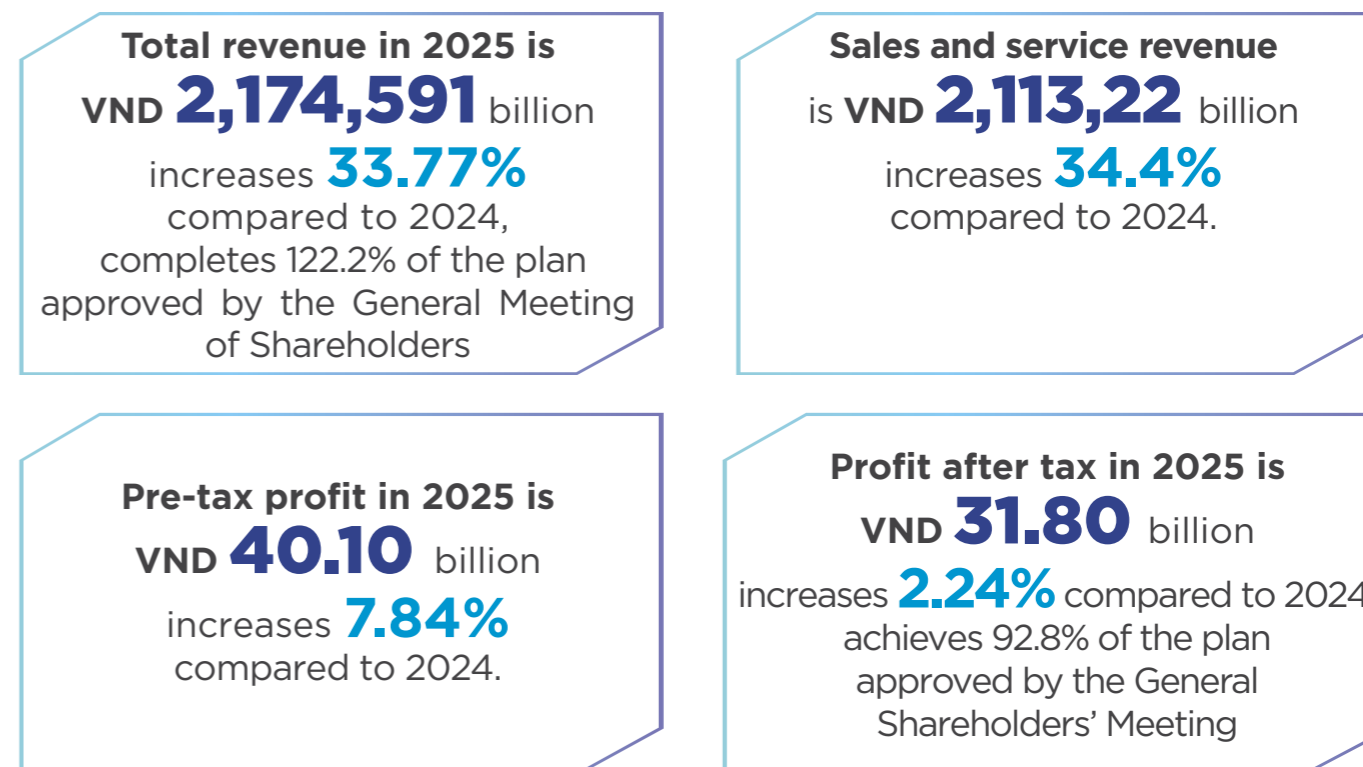 Total revenue in 2025 is
VND 2,174,591 billion
increases 33.77%
compared to 2024,
completes 122.2% of the plan
approved by the General Meeting
of Shareholders
Sales and service revenue
is VND 2,113,22 billion
increases 34.4%
compared to 2024.
Pre-tax profit in 2025 is
VND 40.10 billion
increases 7.84%
compared to 2024.
Profit after tax in 2025 is
VND 31.80 billion
increases 2.24% compared to 2024
achieves 92.8% of the plan
approved by the General
Shareholders’ Meeting